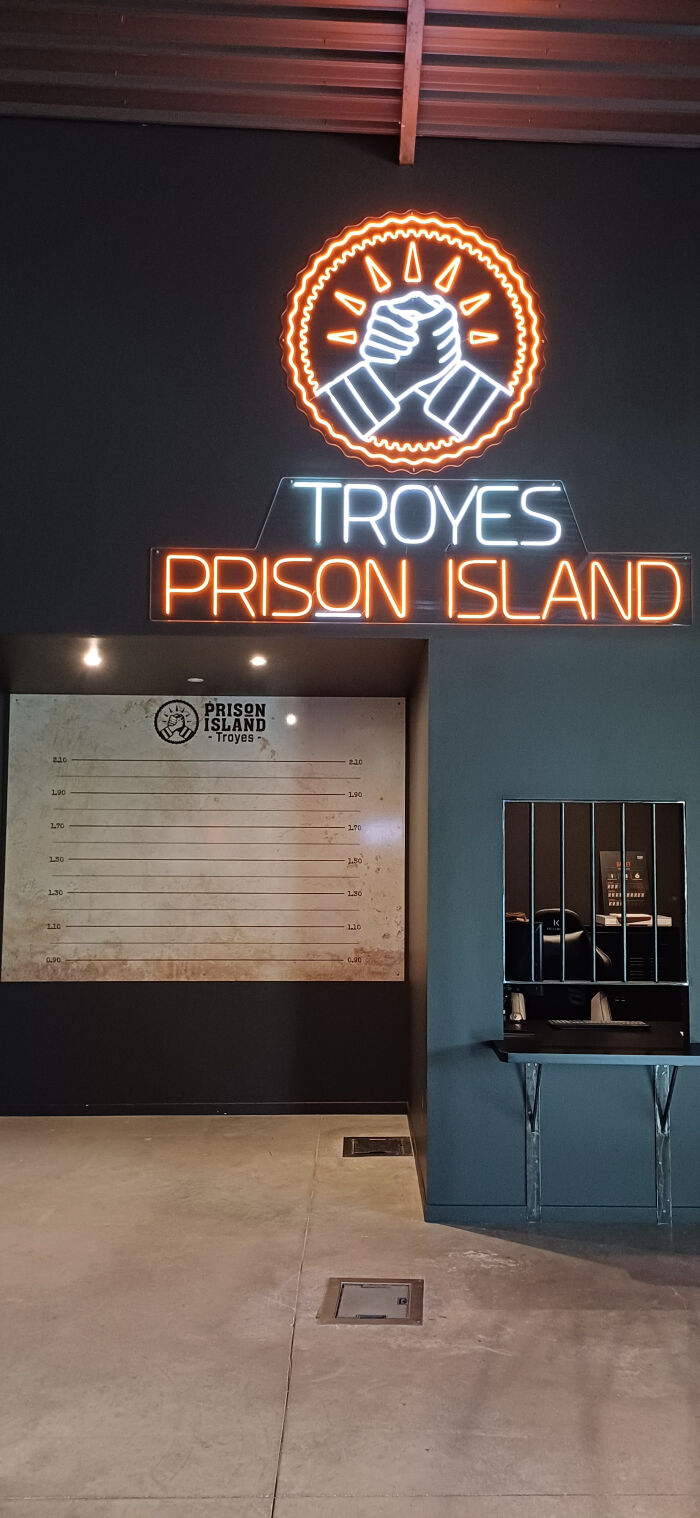 TROYES
PRISON ISLAND
PRISON
ISLAND
- Troyes -
2.10 2.10
1.90 1.90
1.70 1.70
1.50 1.50
1.30 1.30
1.10 1.10
0.90 0.90
K